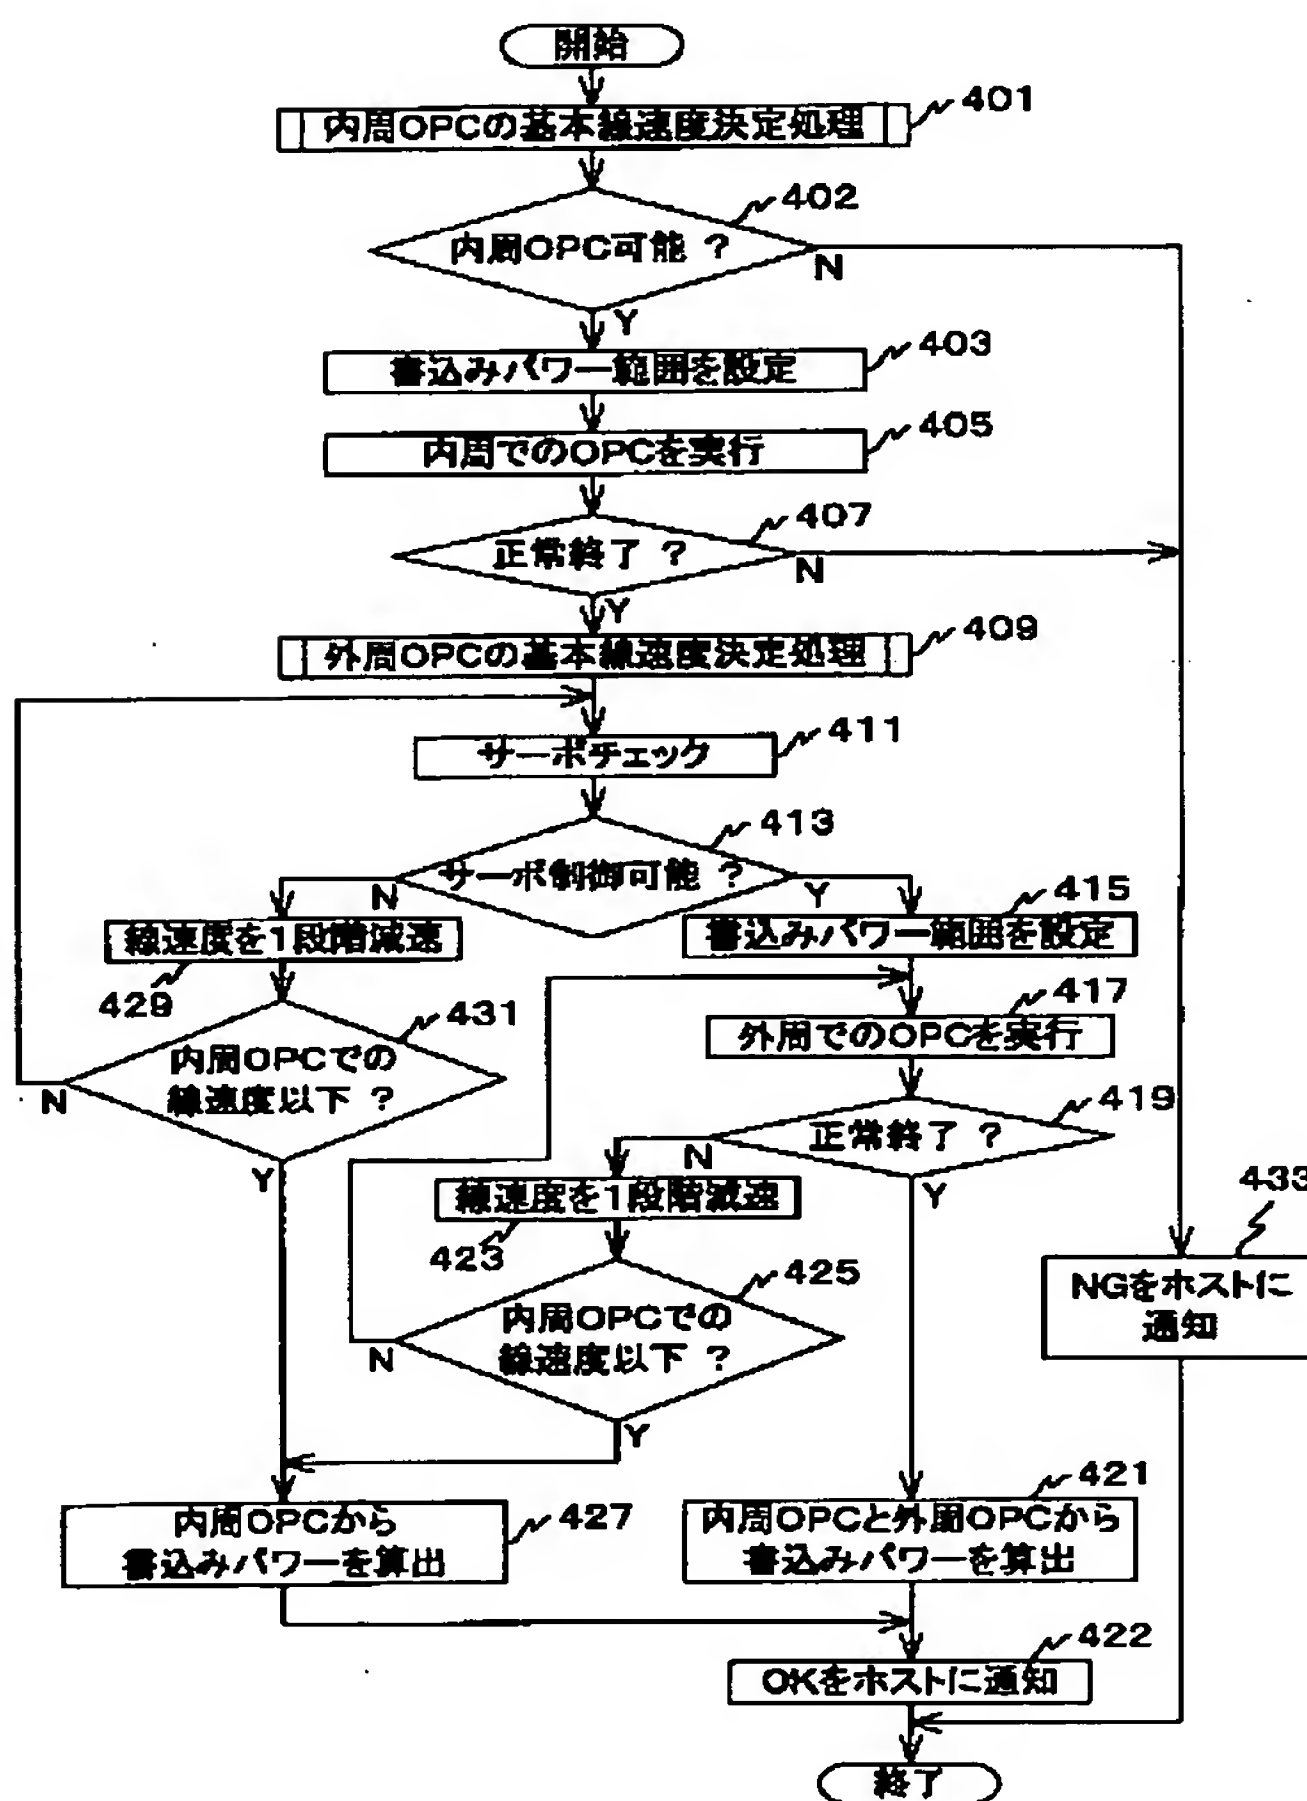 開始
内周OPCの基本線速度決定処理
401
402
内周OPC可能 ?
N
Y
403
書込みパワー範囲を設定
405
内周でのOPCを実行
407
正常終了 ?
N
Y
409
外周OPCの基本線速度決定処理
411
サーボチェック
413
サーボ制御可能 ?
N
Y
415
線速度を1段階減速
書込みパワー範囲を設定
429
417
431
外周でのOPCを実行
内周OPCでの
線速度以下 ?
N
Y
419
正常終了 ?
N
Y
線速度を1段階減速
423
433
425
内周OPCでの
線速度以下 ?
N
Y
NGをホストに
通知
421
427
内周OPCから
書込みパワーを算出
内周OPCと外周OPCから
書込みパワーを算出
422
OKをホストに通知
終了